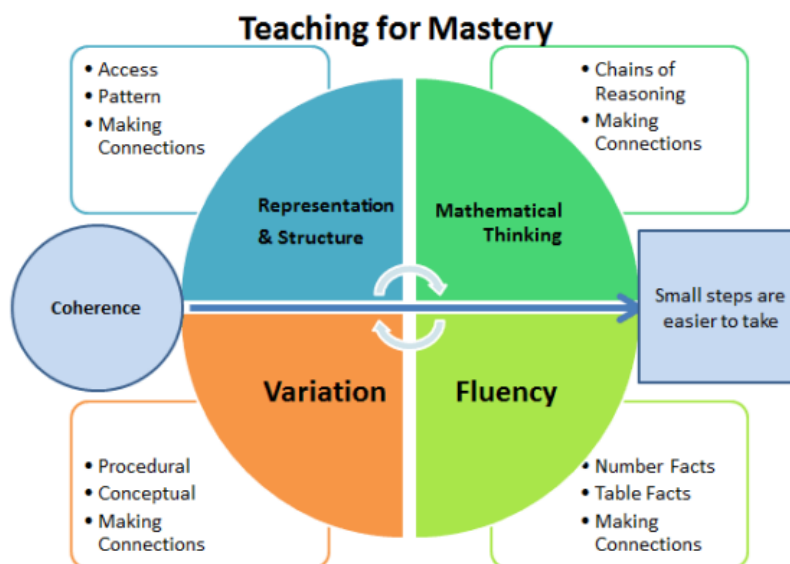 Teaching for Mastery
• Access
• Pattern
• Making
Connections
• Chains of
Reasoning
• Making
Connections
Representation
& Structure
Mathematical
Thinking
Coherence
Small steps are
easier to take
Variation
Fluency
• Procedural
• Conceptual
• Making
Connections
• Number Facts
• Table Facts
• Making
Connections